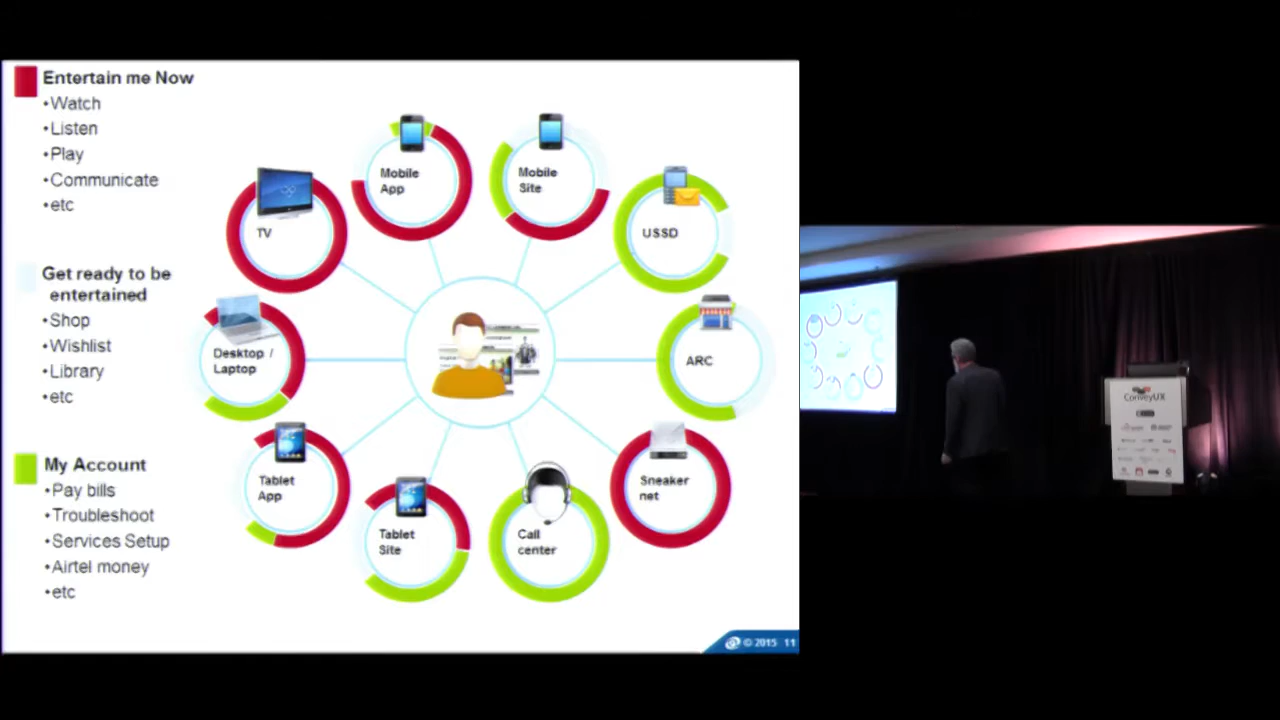 Entertain me Now
•Watch
•Listen
•Play
•Communicate
•etc
Get ready to be
entertained
•Shop
•Wishlist
•Library
•etc
My Account
•Pay bills
•Troubleshoot
•Services Setup
•Airtel money
•etc
Mobile
App
Mobile
Site
TV
USSD
Desktop /
Laptop
ARC
Tablet
App
Sneaker
net
Tablet
Site
Call
center
© 2015 11
ConveyUX